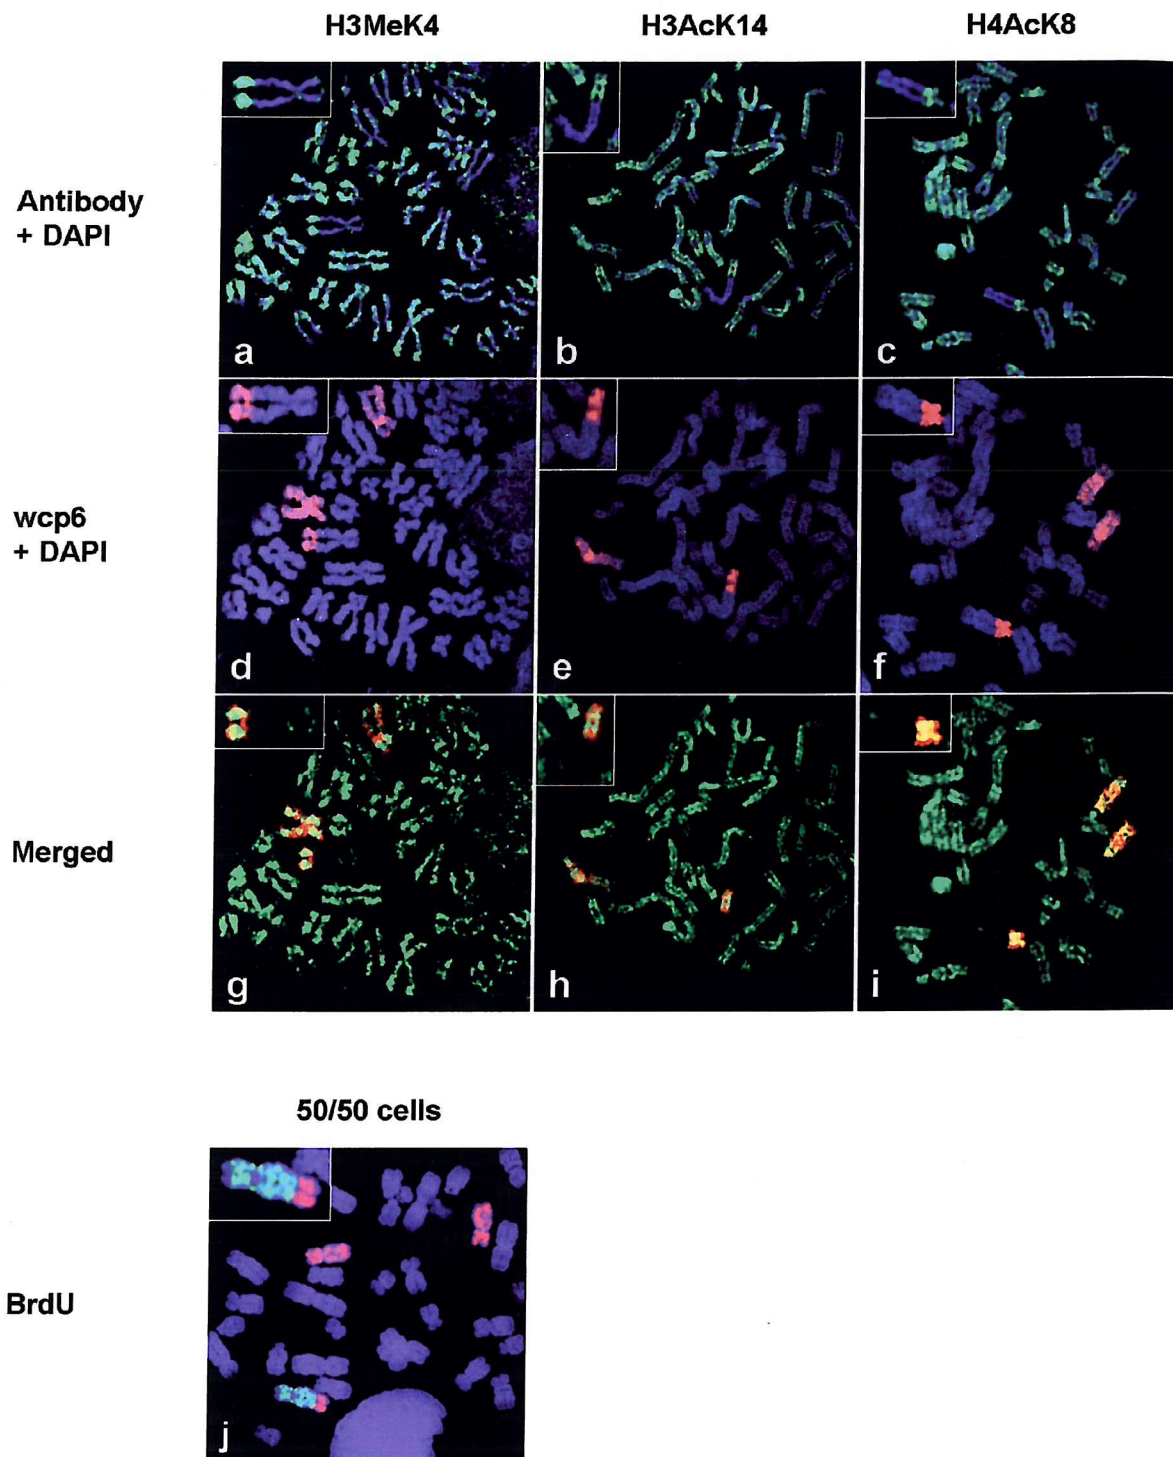 H3MeK4 H3AcK14 H4AcK8
Antibody
+ DAPI
a b c
wcp6
+ DAPI
d e f
Merged
g h i
50/50 cells
BrdU
j